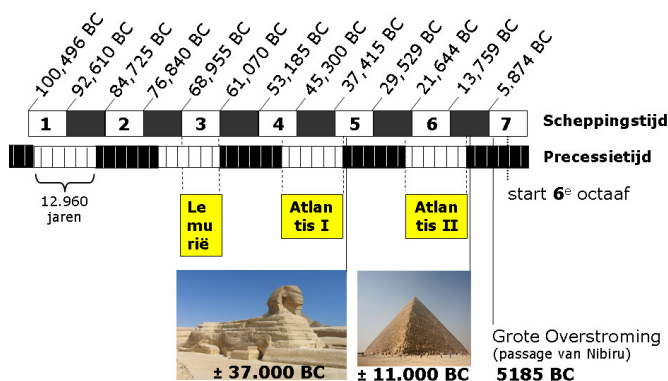 100,496 BC
92,610 BC
84,725 BC
76,840 BC
68,955 BC
61,070 BC
53,185 BC
45,300 BC
37,415 BC
29,529 BC
21,644 BC
13,759 BC
5.874 BC
1 2 3 4 5 6 7 Scheppingstijd
Precessietijd
12.960
jaren
start 6e octaaf
Le
mu
rië
Atlan
tis I
Atlan
tis II
± 37.000 BC
± 11.000 BC
Grote Overstroming
(passage van Nibiru)
5185 BC